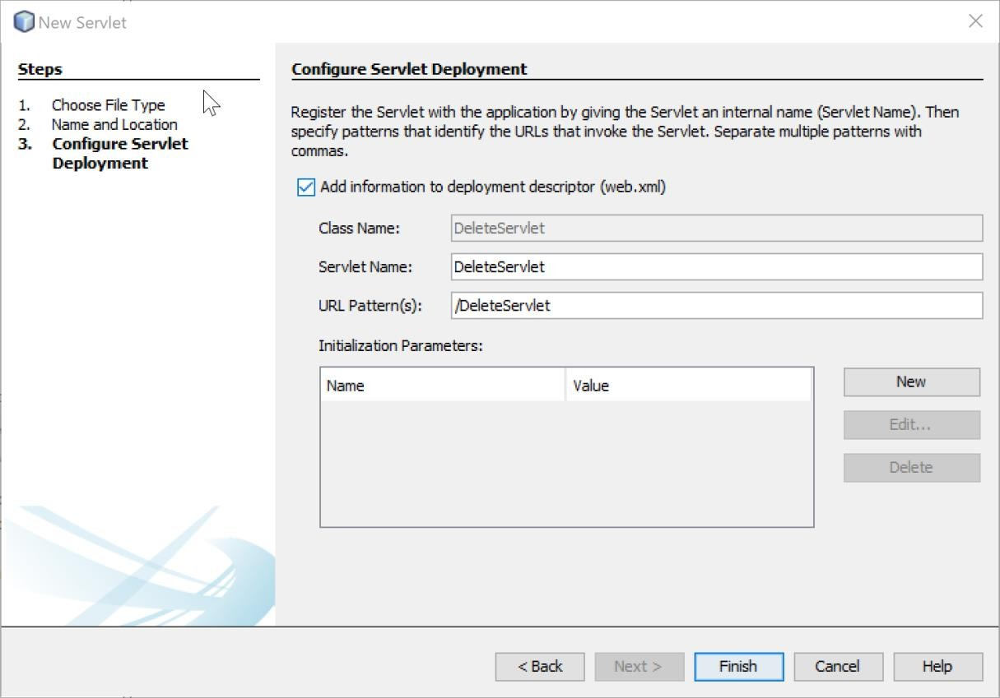 New Servlet
Steps
1. Choose File Type
2. Name and Location
3. Configure Servlet
Deployment
Configure Servlet Deployment
Register the Servlet with the application by giving the Servlet an internal name (Servlet Name). Then
specify patterns that identify the URLs that invoke the Servlet. Separate multiple patterns with
commas.
Add information to deployment descriptor (web.xml)
Class Name: DeleteServlet
Servlet Name: DeleteServlet
URL Pattern(s): /DeleteServlet
Initialization Parameters:
Name Value
New
Edit...
Delete
< Back Next > Finish Cancel Help